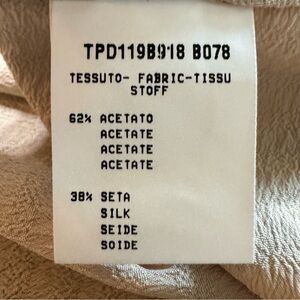 TPD119B918 B078
TESSUTO- FABRIC-TISSU
STOFF
62% ACETATO
ACETATE
ACETATE
ACETATE
38% SETA
SILK
SEIDE
SOIDE